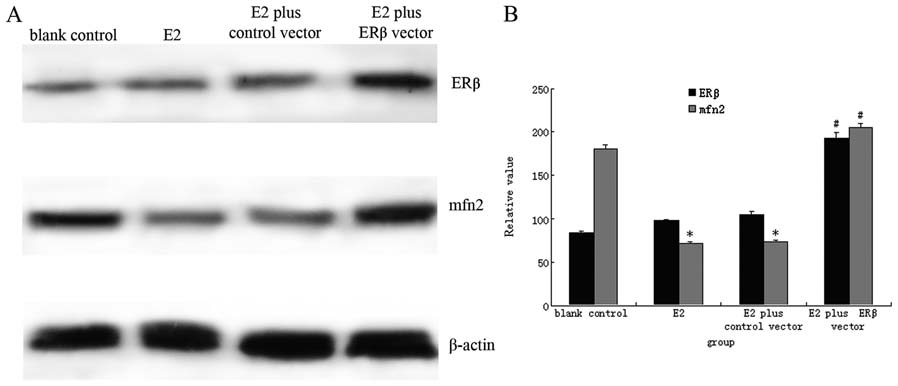 A
blank control
E2
E2 plus
control vector
E2 plus
ERβ vector
ERβ
mfn2
β-actin
B
ERβ
mfn2
Relative value
250
200
150
100
50
0
*
*
#
#
blank control
E2
E2 plus
control vector
E2 plus ERβ
vector
group